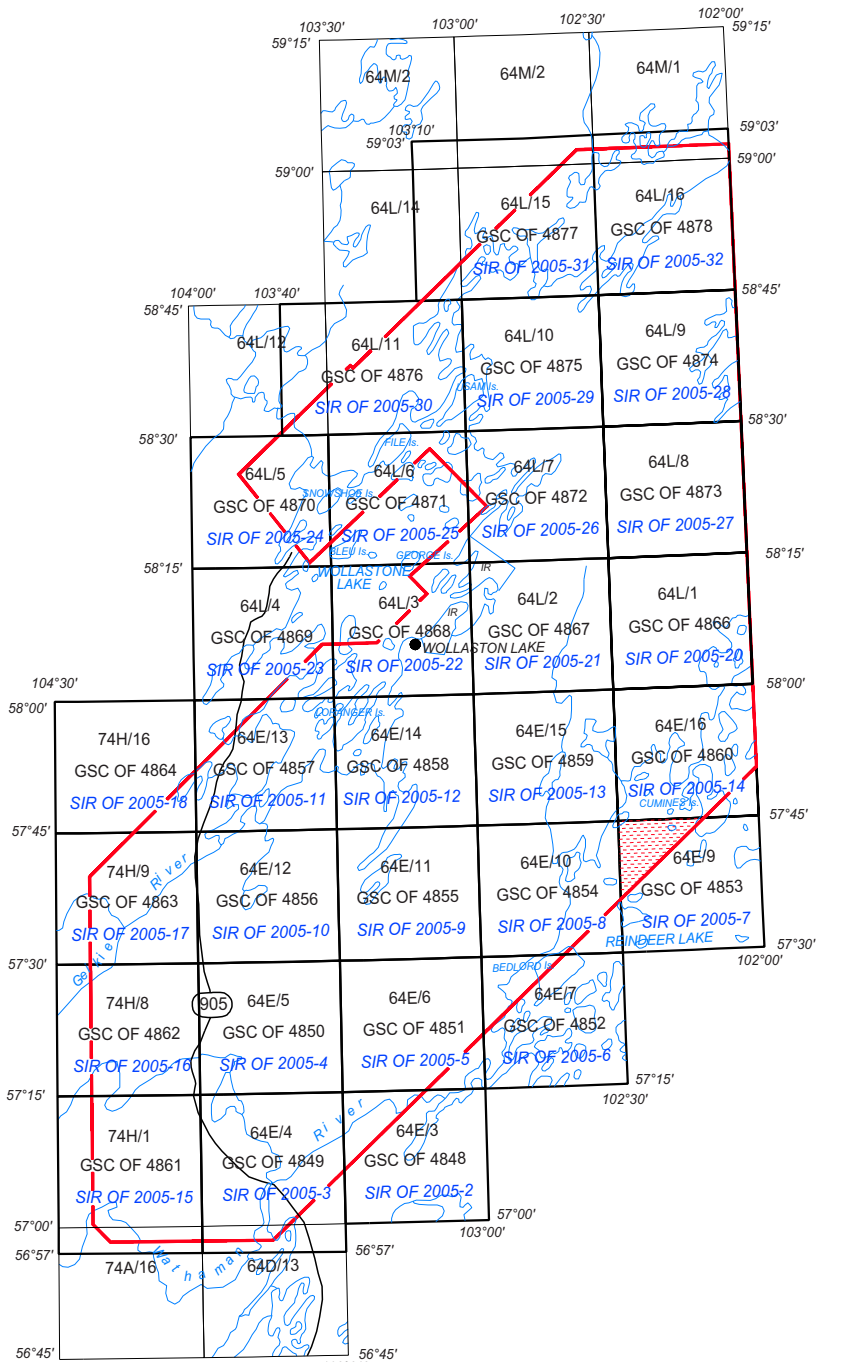 103°30'
103°00'
102°30'
102°00'
59°15'
59°15'
64M/2
64M/2
64M/1
103°10'
59°03'
59°03'
59°00'
59°00'
64L/14
64L/15
GSC OF 4877
SIR OF 2005-31
64L/16
GSC OF 4878
SIR OF 2005-32
104°00'
103°40'
58°45'
58°45'
64L/12
64L/11
GSC OF 4876
SIR OF 2005-30
64L/10
GSC OF 4875
USAM Is.
SIR OF 2005-29
64L/9
GSC OF 4874
SIR OF 2005-28
58°30'
58°30'
FILE Is.
64L/5
GSC OF 4870
SIR OF 2005-24
64L/6
SNOWSHOE Is.
GSC OF 4871
SIR OF 2005-25
64L/7
GSC OF 4872
SIR OF 2005-26
64L/8
GSC OF 4873
SIR OF 2005-27
BLEU Is.
GEORGE Is.
58°15'
58°15'
WOLLASTONE
LAKE
IR
64L/4
GSC OF 4869
SIR OF 2005-23
64L/3
IR
GSC OF 4868
WOLLASTON LAKE
SIR OF 2005-22
64L/2
GSC OF 4867
SIR OF 2005-21
64L/1
GSC OF 4866
SIR OF 2005-20
104°30'
58°00'
58°00'
LORANGER Is.
74H/16
GSC OF 4864
SIR OF 2005-18
64E/13
GSC OF 4857
SIR OF 2005-11
64E/14
GSC OF 4858
SIR OF 2005-12
64E/15
GSC OF 4859
SIR OF 2005-13
64E/16
GSC OF 4860
SIR OF 2005-14
CUMINES Is.
57°45'
57°45'
74H/9
GSC OF 4863
SIR OF 2005-17
Geikie River
64E/12
GSC OF 4856
SIR OF 2005-10
64E/11
GSC OF 4855
SIR OF 2005-9
64E/10
GSC OF 4854
SIR OF 2005-8
64E/9
GSC OF 4853
SIR OF 2005-7
REINDEER LAKE
57°30'
57°30'
102°00'
BEDLORD Is.
74H/8
GSC OF 4862
SIR OF 2005-16
905
64E/5
GSC OF 4850
SIR OF 2005-4
64E/6
GSC OF 4851
SIR OF 2005-5
64E/7
GSC OF 4852
SIR OF 2005-6
57°15'
57°15'
102°30'
74H/1
GSC OF 4861
SIR OF 2005-15
64E/4
GSC OF 4849
SIR OF 2005-3
64E/3
GSC OF 4848
SIR OF 2005-2
Wathaman River
57°00'
57°00'
103°00'
56°57'
56°57'
74A/16
64D/13
56°45'
56°45'